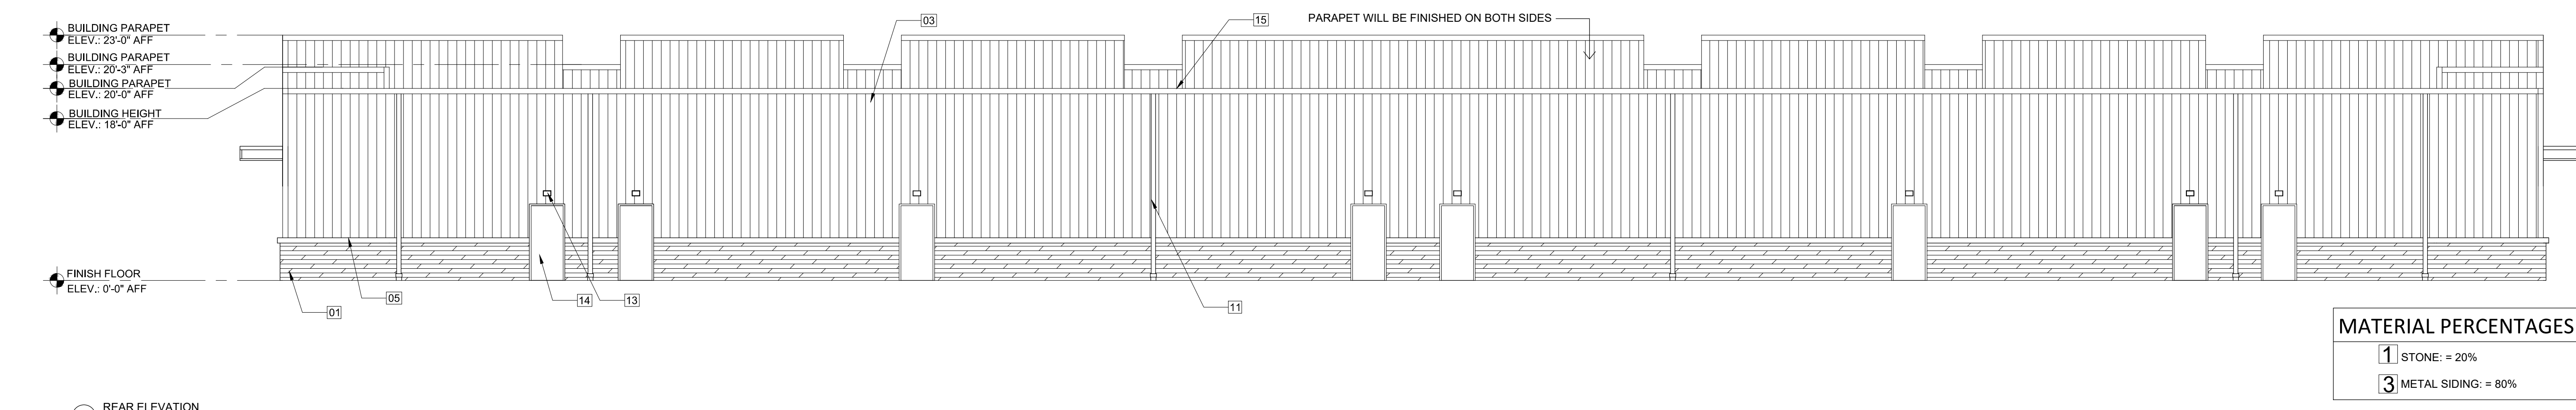 BUILDING PARAPET
ELEV.: 23'-0" AFF
BUILDING PARAPET
ELEV.: 20'-3" AFF
BUILDING PARAPET
ELEV.: 20'-0" AFF
BUILDING HEIGHT
ELEV.: 18'-0" AFF
FINISH FLOOR
ELEV.: 0'-0" AFF
03
15
PARAPET WILL BE FINISHED ON BOTH SIDES
01
05
14
13
11
MATERIAL PERCENTAGES
1 STONE: = 20%
3 METAL SIDING: = 80%
REAR ELEVATION